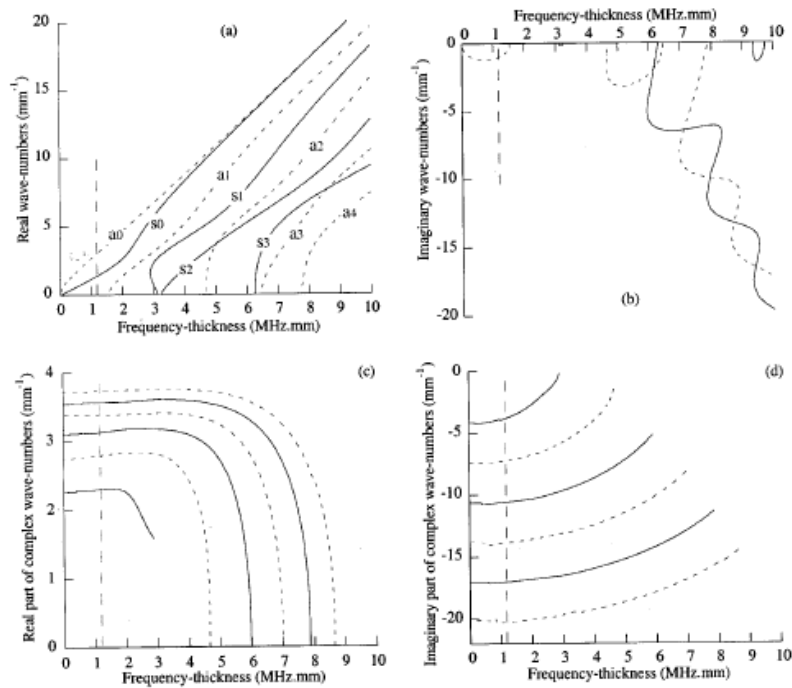 (a)
20
15
10
5
0
Real wave-numbers (mm⁻¹)
a0
s0
a1
s1
a2
s2
s3
a3
a4
0 1 2 3 4 5 6 7 8 9 10
Frequency-thickness (MHz.mm)
Frequency-thickness (MHz.mm)
0 1 2 3 4 5 6 7 8 9 10
0
-5
-10
-15
-20
Imaginary wave-numbers (mm⁻¹)
(b)
(c)
4
3
2
1
0
Real part of complex wave-numbers (mm⁻¹)
0 1 2 3 4 5 6 7 8 9 10
Frequency-thickness (MHz.mm)
(d)
0
-5
-10
-15
-20
Imaginary part of complex wave-numbers (mm⁻¹)
0 1 2 3 4 5 6 7 8 9 10
Frequency-thickness (MHz.mm)